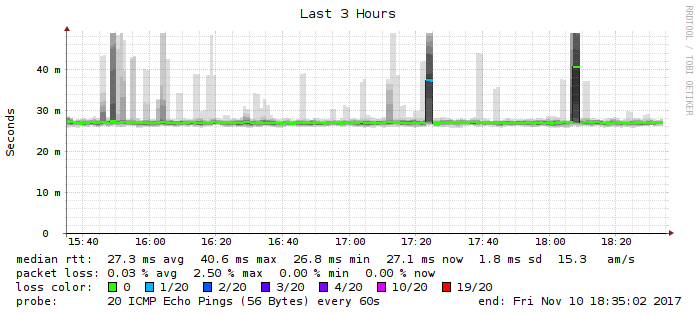 Last 3 Hours
RRDTOOL / TOBI OETIKER
Seconds
40 m
30 m
20 m
10 m
0
15:40 16:00 16:20 16:40 17:00 17:20 17:40 18:00 18:20
median rtt: 27.3 ms avg 40.6 ms max 26.8 ms min 27.1 ms now 1.8 ms sd 15.3 am/s
packet loss: 0.03 % avg 2.50 % max 0.00 % min 0.00 % now
loss color: 0 1/20 2/20 3/20 4/20 10/20 19/20
probe: 20 ICMP Echo Pings (56 Bytes) every 60s end: Fri Nov 10 18:35:02 2017